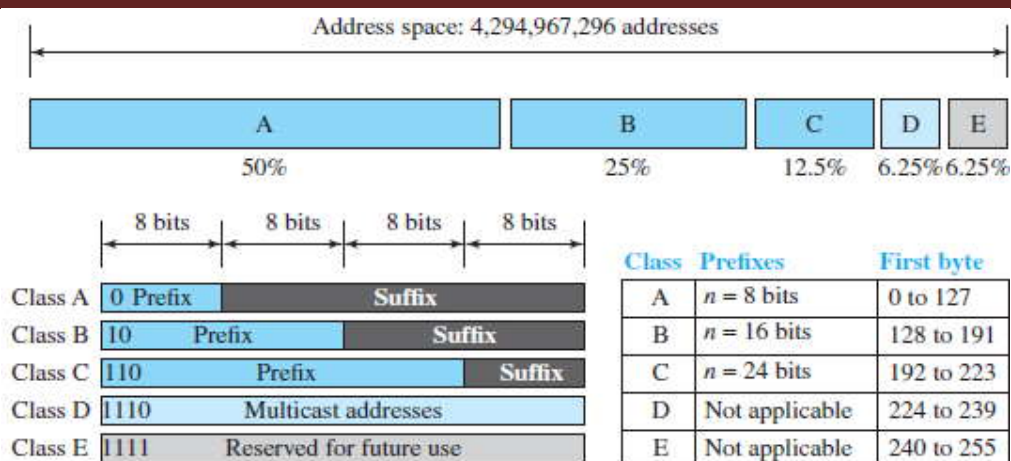 Address space: 4,294,967,296 addresses
A B C D E
50% 25% 12.5% 6.25% 6.25%
8 bits 8 bits 8 bits 8 bits
Class A 0 Prefix Suffix
Class B 10 Prefix Suffix
Class C 110 Prefix Suffix
Class D 1110 Multicast addresses
Class E 1111 Reserved for future use
Class Prefixes First byte
A n = 8 bits 0 to 127
B n = 16 bits 128 to 191
C n = 24 bits 192 to 223
D Not applicable 224 to 239
E Not applicable 240 to 255